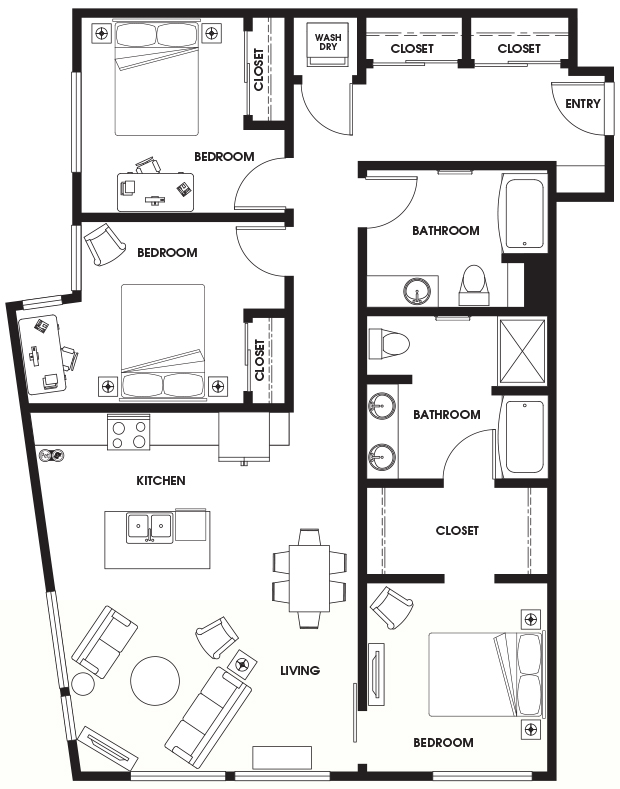 WASH
DRY
CLOSET
CLOSET
CLOSET
ENTRY
BEDROOM
BATHROOM
BEDROOM
CLOSET
BATHROOM
KITCHEN
CLOSET
LIVING
BEDROOM